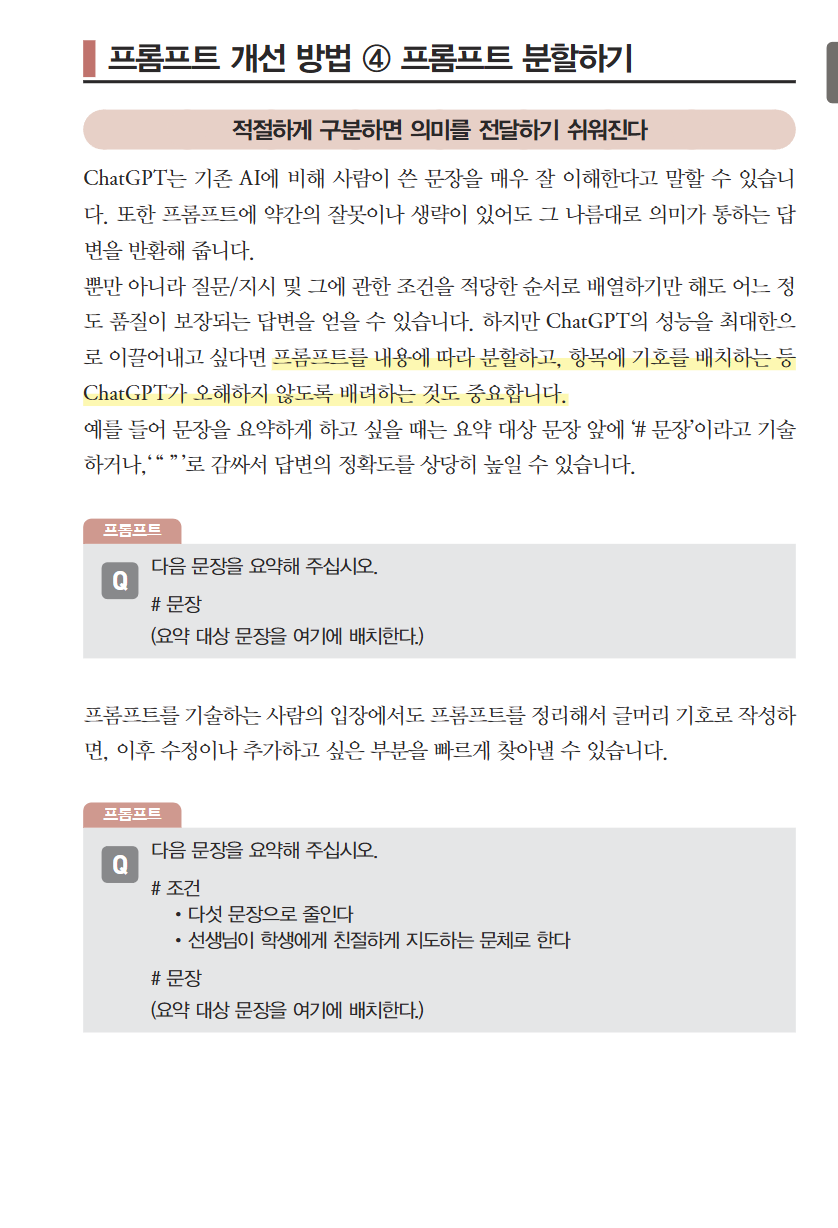 프롬프트 개선 방법 ④ 프롬프트 분할하기
적절하게 구분하면 의미를 전달하기 쉬워진다
ChatGPT는 기존 AI에 비해 사람이 쓴 문장을 매우 잘 이해한다고 말할 수 있습니
다. 또한 프롬프트에 약간의 잘못이나 생략이 있어도 그 나름대로 의미가 통하는 답
변을 반환해 줍니다.
뿐만 아니라 질문/지시 및 그에 관한 조건을 적당한 순서로 배열하기만 해도 어느 정
도 품질이 보장되는 답변을 얻을 수 있습니다. 하지만 ChatGPT의 성능을 최대한으
로 이끌어내고 싶다면 프롬프트를 내용에 따라 분할하고, 항목에 기호를 배치하는 등
ChatGPT가 오해하지 않도록 배려하는 것도 중요합니다.
예를 들어 문장을 요약하게 하고 싶을 때는 요약 대상 문장 앞에 ‘# 문장’이라고 기술
하거나,‘ “ ” ’로 감싸서 답변의 정확도를 상당히 높일 수 있습니다.
프롬프트
Q 다음 문장을 요약해 주십시오.
# 문장
(요약 대상 문장을 여기에 배치한다.)
프롬프트를 기술하는 사람의 입장에서도 프롬프트를 정리해서 글머리 기호로 작성하
면, 이후 수정이나 추가하고 싶은 부분을 빠르게 찾아낼 수 있습니다.
프롬프트
Q 다음 문장을 요약해 주십시오.
# 조건
• 다섯 문장으로 줄인다
• 선생님이 학생에게 친절하게 지도하는 문체로 한다
# 문장
(요약 대상 문장을 여기에 배치한다.)